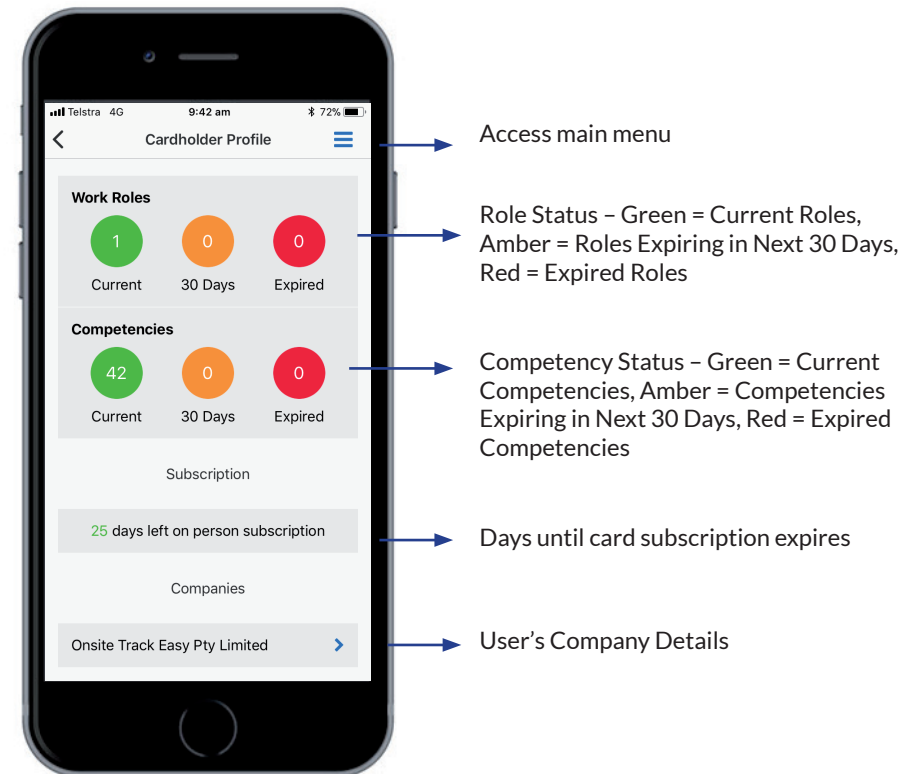 Telstra 4G 9:42 am 72%
Cardholder Profile
Access main menu
Work Roles
1 0 0
Current 30 Days Expired
Role Status – Green = Current Roles,
Amber = Roles Expiring in Next 30 Days,
Red = Expired Roles
Competencies
42 0 0
Current 30 Days Expired
Competency Status – Green = Current
Competencies, Amber = Competencies
Expiring in Next 30 Days, Red = Expired
Competencies
Subscription
25 days left on person subscription
Days until card subscription expires
Companies
Onsite Track Easy Pty Limited
User's Company Details